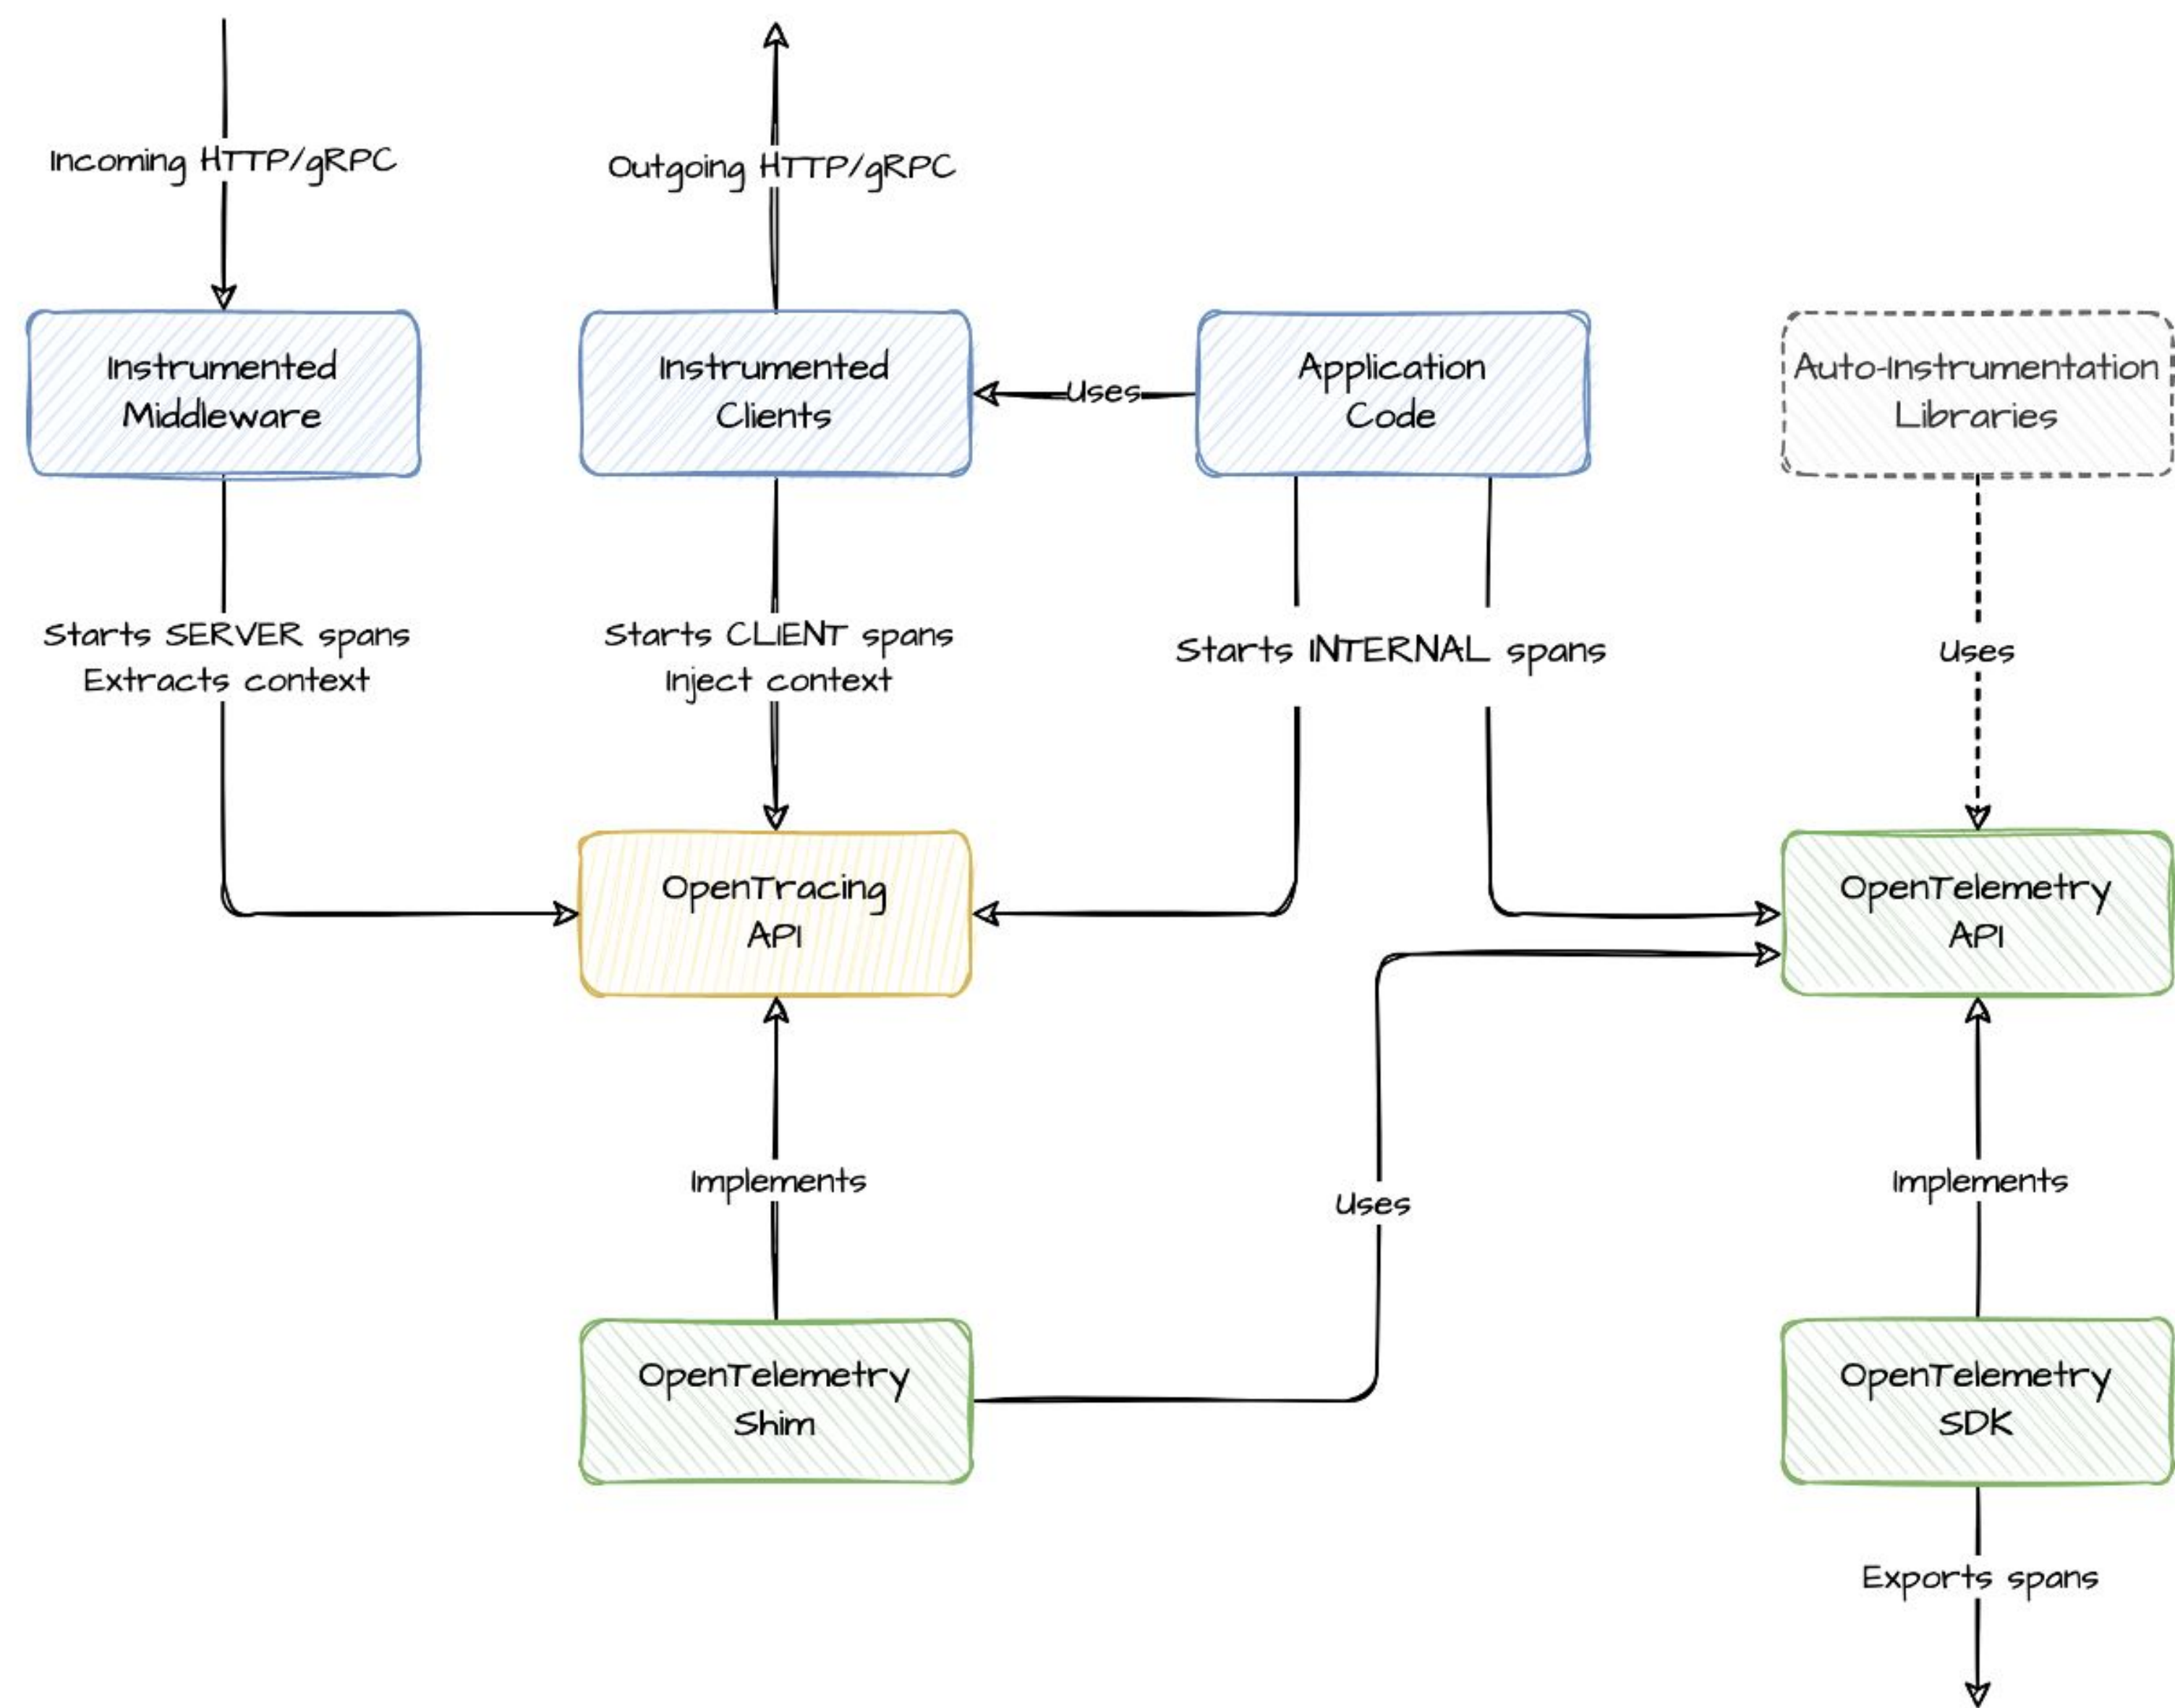 Incoming HTTP/gRPC
Outgoing HTTP/gRPC
Instrumented
Middleware
Instrumented
Clients
Uses
Application
Code
Auto-Instrumentation
Libraries
Starts SERVER spans
Extracts context
Starts CLIENT spans
Inject context
Starts INTERNAL spans
Uses
OpenTracing
API
OpenTelemetry
API
Implements
Uses
Implements
OpenTelemetry
Shim
OpenTelemetry
SDK
Exports spans